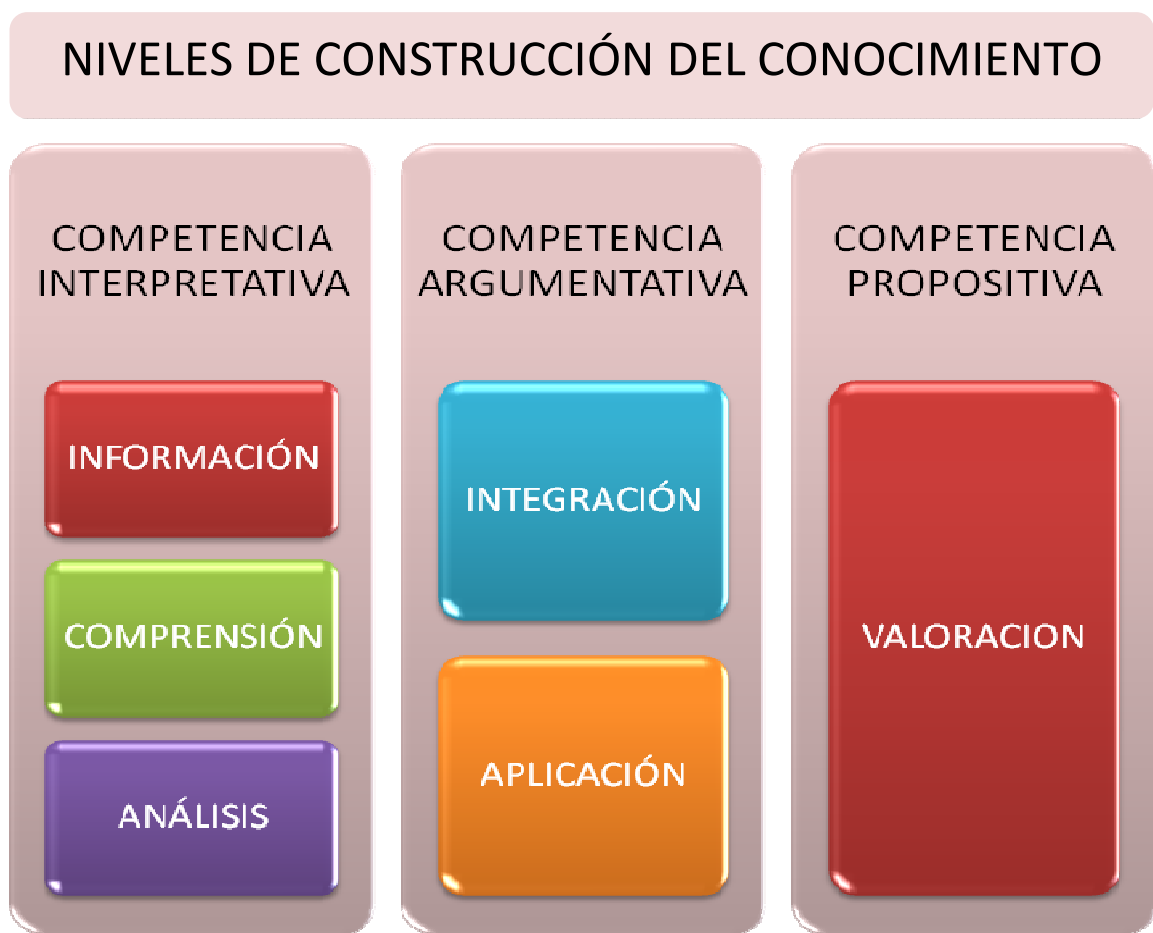 NIVELES DE CONSTRUCCIÓN DEL CONOCIMIENTO
COMPETENCIA
INTERPRETATIVA
INFORMACIÓN
COMPRENSIÓN
ANÁLISIS
COMPETENCIA
ARGUMENTATIVA
INTEGRACIÓN
APLICACIÓN
COMPETENCIA
PROPOSITIVA
VALORACION